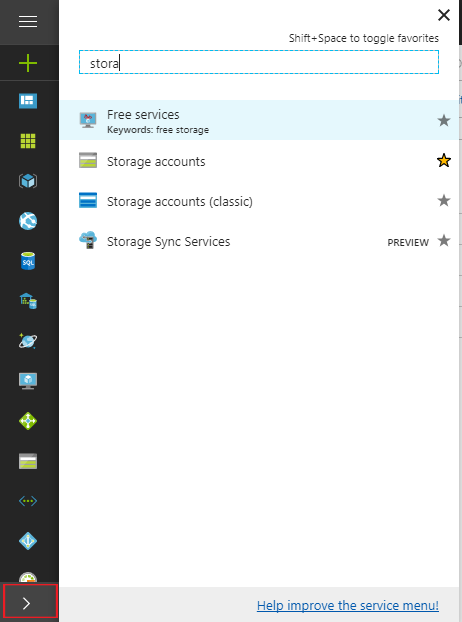 Shift+Space to toggle favorites
stora
Free services
Keywords: free storage
Storage accounts
Storage accounts (classic)
Storage Sync Services PREVIEW
SQL
Help improve the service menu!